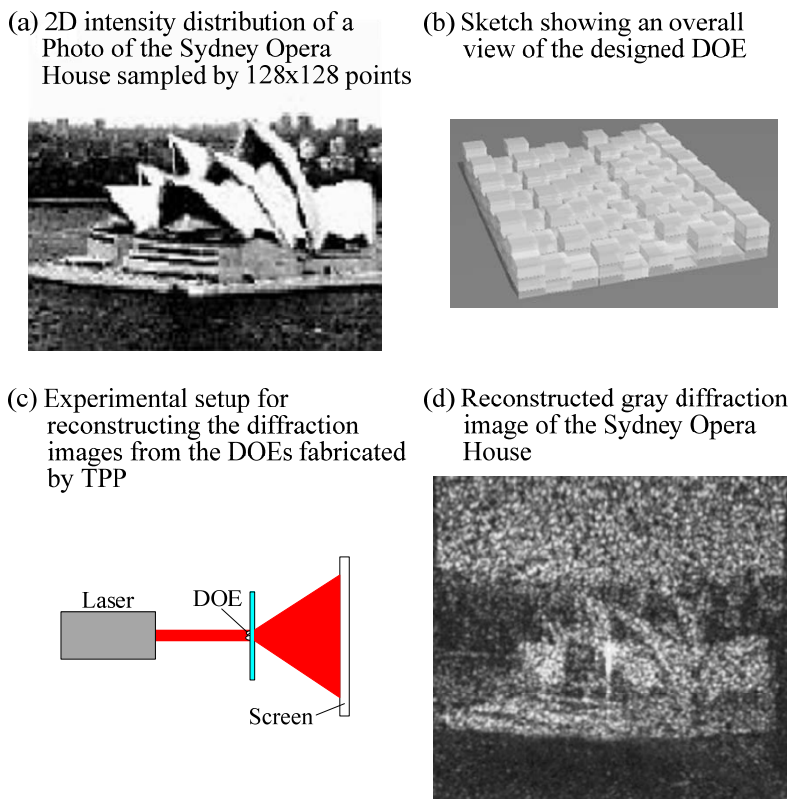 (a) 2D intensity distribution of a
Photo of the Sydney Opera
House sampled by 128x128 points
(b) Sketch showing an overall
view of the designed DOE
(c) Experimental setup for
reconstructing the diffraction
images from the DOEs fabricated
by TPP
Laser
DOE
Screen
(d) Reconstructed gray diffraction
image of the Sydney Opera
House